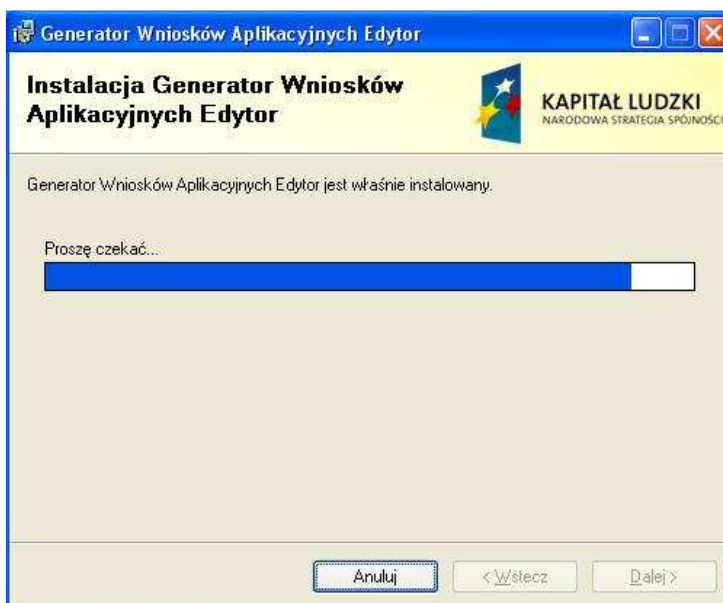 Generator Wniosków Aplikacyjnych Edytor
Instalacja Generator Wniosków
Aplikacyjnych Edytor
KAPITAŁ LUDZKI
NARODOWA STRATEGIA SPÓJNOŚCI
Generator Wniosków Aplikacyjnych Edytor jest właśnie instalowany.
Proszę czekać...
Anuluj
< Wstecz
Dalej >